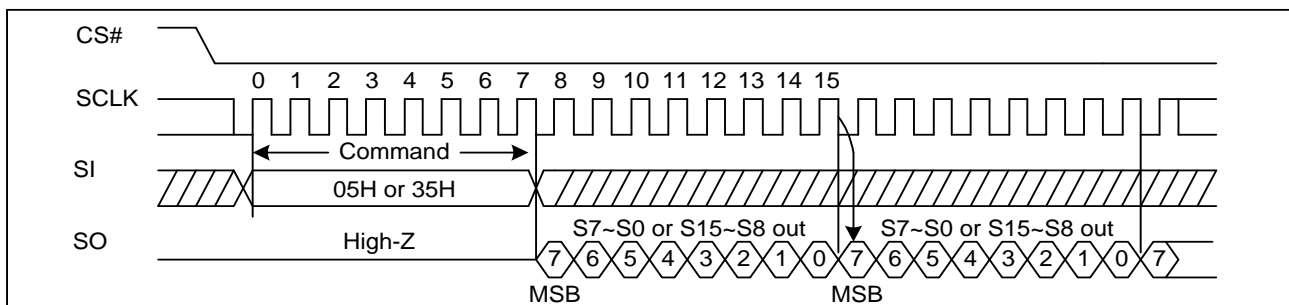 CS#
0 1 2 3 4 5 6 7 8 9 10 11 12 13 14 15
SCLK
Command
SI
05H or 35H
S7~S0 or S15~S8 out S7~S0 or S15~S8 out
SO High-Z
7 6 5 4 3 2 1 0 7 6 5 4 3 2 1 0 7
MSB MSB